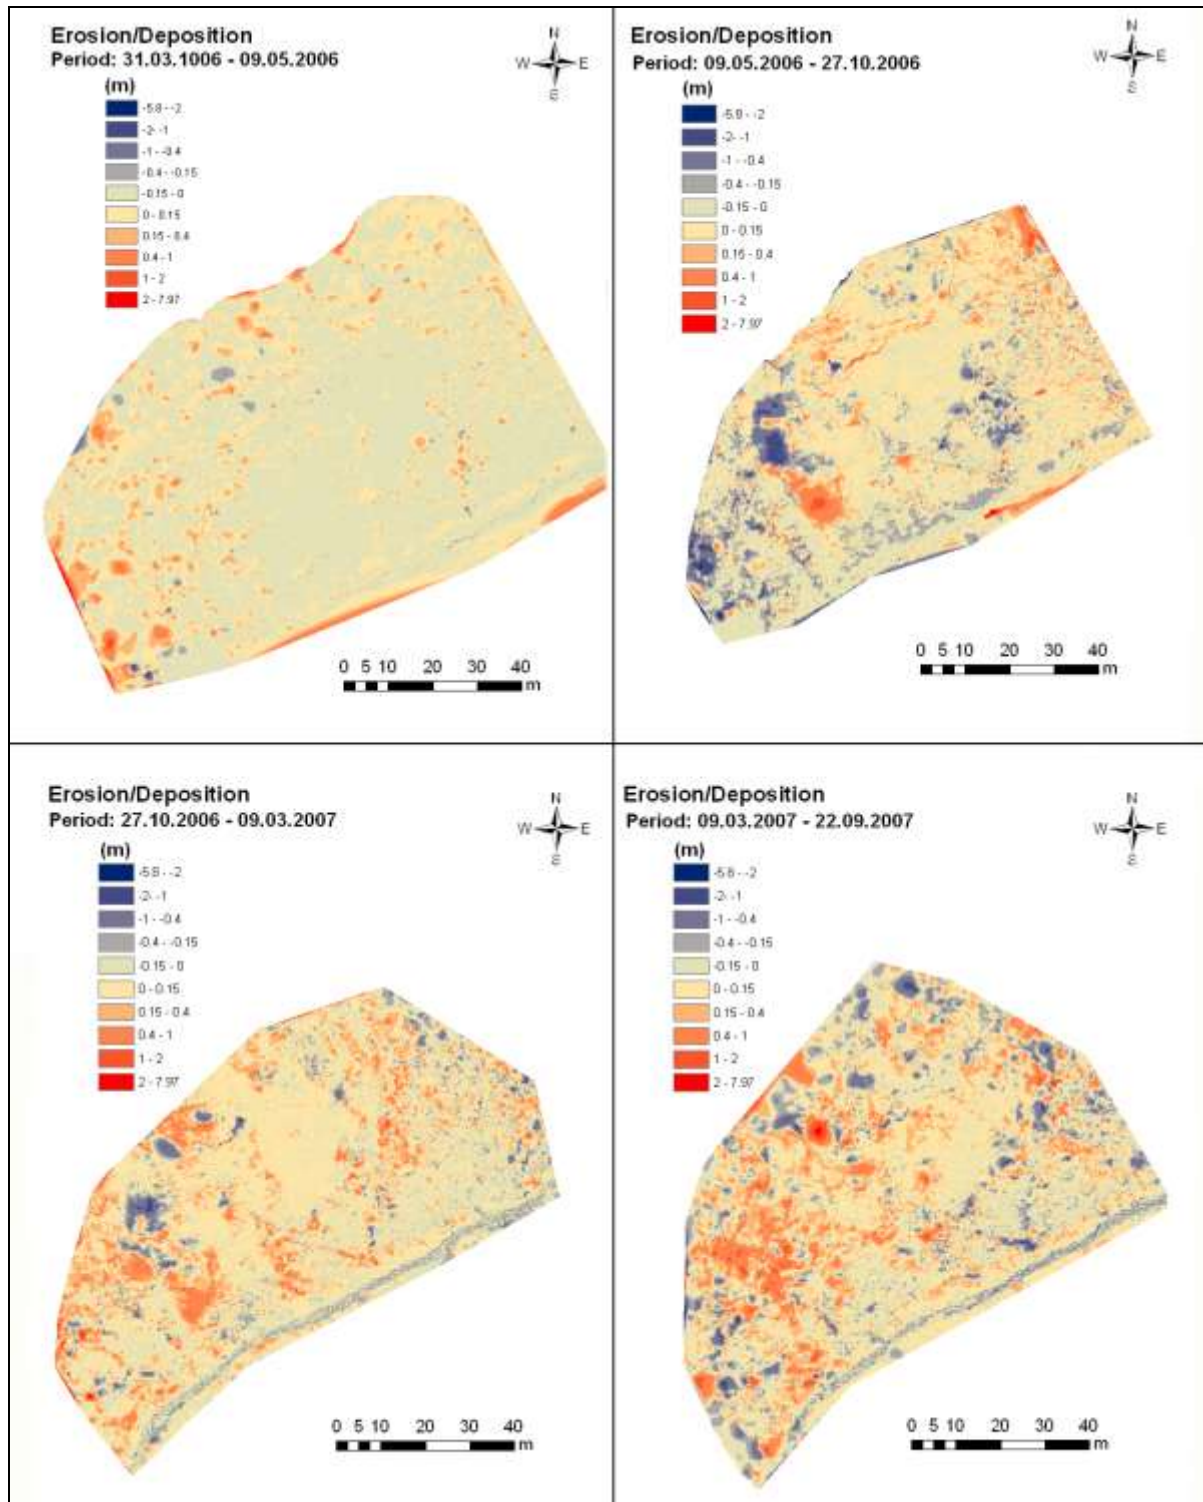 Erosion/Deposition
Period: 31.03.1006 - 09.05.2006
N
W E
S
(m)
-5.8 - -2
-2- -1
-1 - -0.4
-0.4 - -0.15
-0.15 - 0
0 - 0.15
0.15 - 0.4
0.4 - 1
1 - 2
2 - 7.97
0 5 10 20 30 40
m
Erosion/Deposition
Period: 09.05.2006 - 27.10.2006
N
W E
S
(m)
-5.8 - -2
-2- -1
-1 - -0.4
-0.4 - -0.15
-0.15 - 0
0 - 0.15
0.15 - 0.4
0.4 - 1
1 - 2
2 - 7.97
0 5 10 20 30 40
m
Erosion/Deposition
Period: 27.10.2006 - 09.03.2007
N
W E
S
(m)
-5.8 - -2
-2- -1
-1 - -0.4
-0.4 - -0.15
-0.15 - 0
0 - 0.15
0.15 - 0.4
0.4 - 1
1 - 2
2 - 7.97
0 5 10 20 30 40
m
Erosion/Deposition
Period: 09.03.2007 - 22.09.2007
N
W E
S
(m)
-5.8 - -2
-2- -1
-1 - -0.4
-0.4 - -0.15
-0.15 - 0
0 - 0.15
0.15 - 0.4
0.4 - 1
1 - 2
2 - 7.97
0 5 10 20 30 40
m